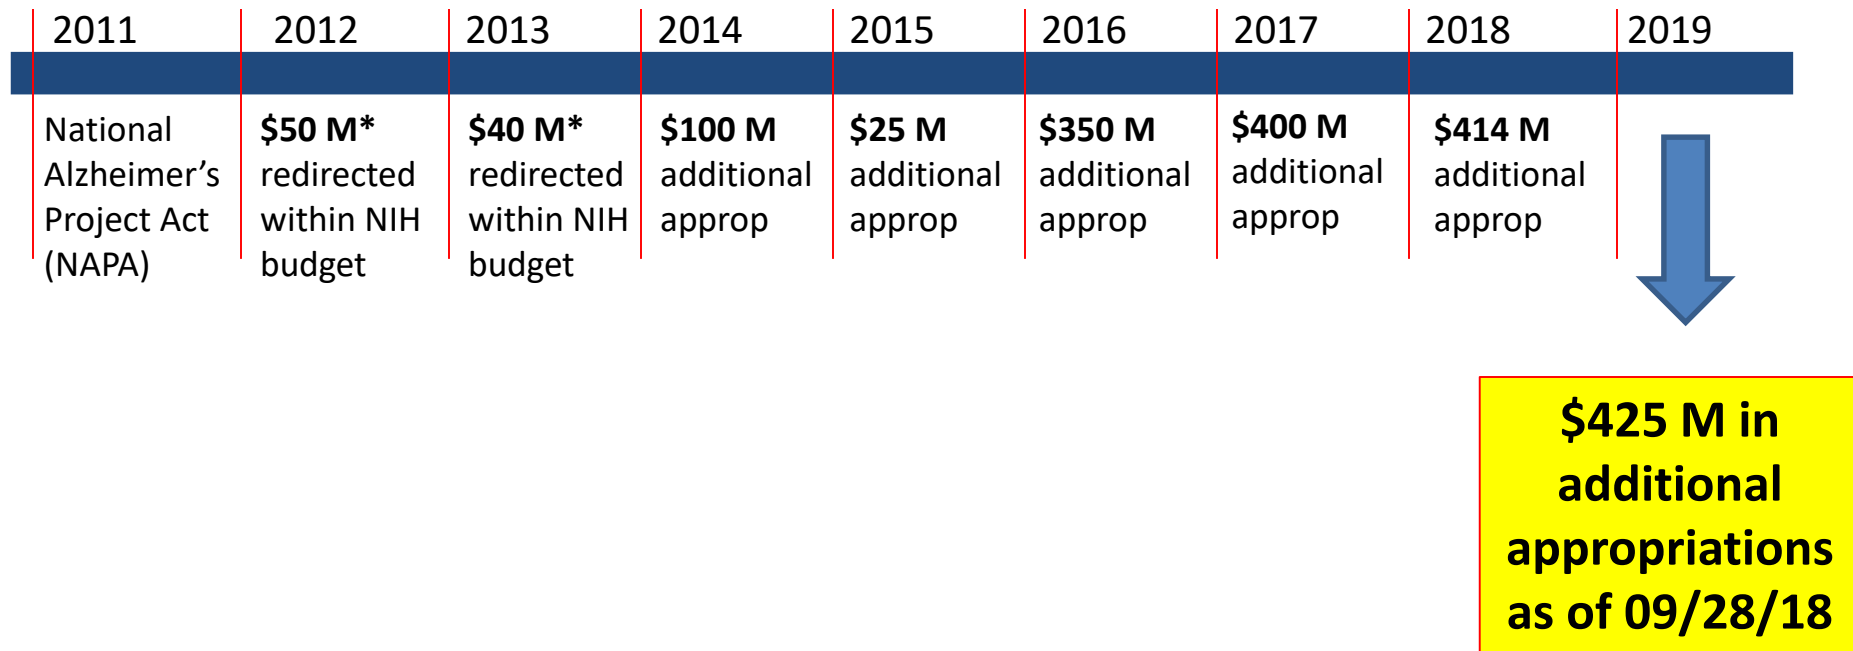 2011
2012
2013
2014
2015
2016
2017
2018
2019
National
Alzheimer's
Project Act
(NAPA)
$50 M*
redirected
within NIH
budget
$40 M*
redirected
within NIH
budget
$100 M
additional
approp
$25 M
additional
approp
$350 M
additional
approp
$400 M
additional
approp
$414 M
additional
approp
$425 M in
additional
appropriations
as of 09/28/18